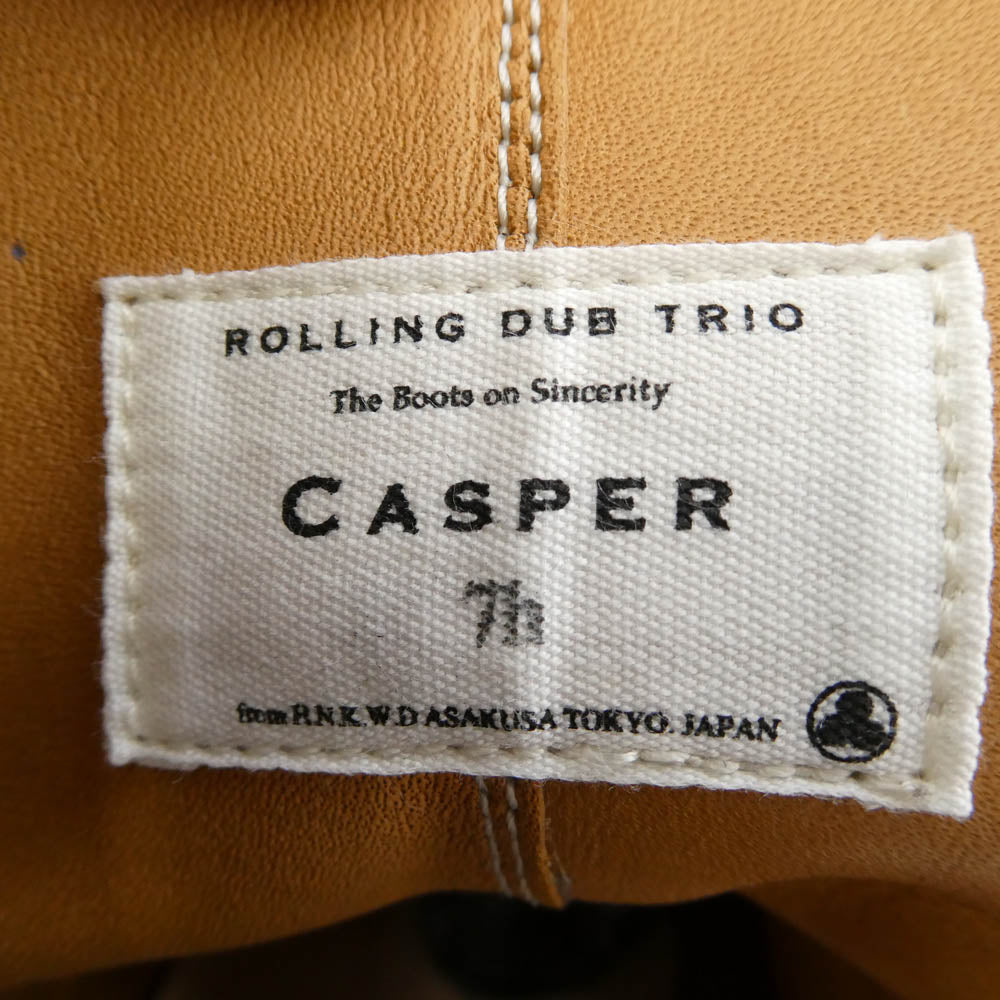 ROLLING DUB TRIO
The Boots on Sincerity
CASPER
7h
from R.N.K.W.D ASAKUSA TOKYO. JAPAN